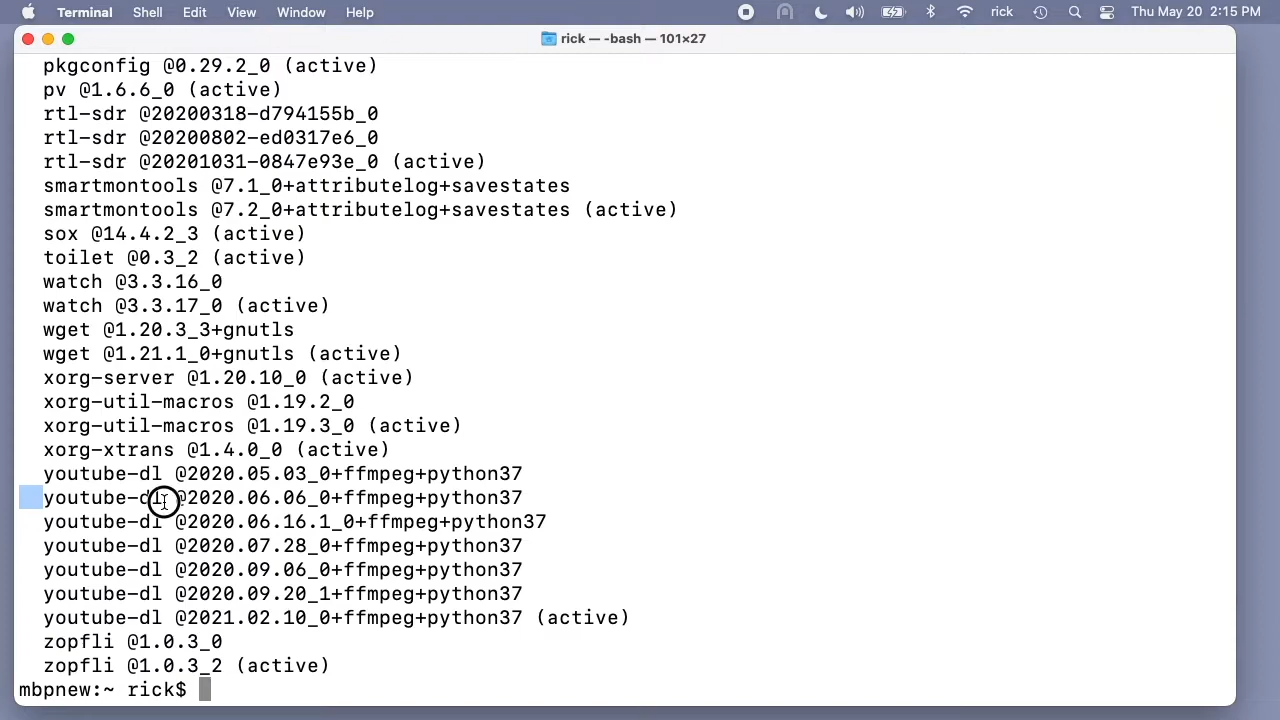 Terminal Shell Edit View Window Help rick Thu May 20 2:15 PM
rick — -bash — 101×27
pkgconfig @0.29.2_0 (active)
pv @1.6.6_0 (active)
rtl-sdr @20200318-d794155b_0
rtl-sdr @20200802-ed0317e6_0
rtl-sdr @20201031-0847e93e_0 (active)
smartmontools @7.1_0+attributelog+savestates
smartmontools @7.2_0+attributelog+savestates (active)
sox @14.4.2_3 (active)
toilet @0.3_2 (active)
watch @3.3.16_0
watch @3.3.17_0 (active)
wget @1.20.3_3+gnutls
wget @1.21.1_0+gnutls (active)
xorg-server @1.20.10_0 (active)
xorg-util-macros @1.19.2_0
xorg-util-macros @1.19.3_0 (active)
xorg-xtrans @1.4.0_0 (active)
youtube-dl @2020.05.03_0+ffmpeg+python37
youtube-dl @2020.06.06_0+ffmpeg+python37
youtube-dl @2020.06.16.1_0+ffmpeg+python37
youtube-dl @2020.07.28_0+ffmpeg+python37
youtube-dl @2020.09.06_0+ffmpeg+python37
youtube-dl @2020.09.20_1+ffmpeg+python37
youtube-dl @2021.02.10_0+ffmpeg+python37 (active)
zopfli @1.0.3_0
zopfli @1.0.3_2 (active)
mbpnew:~ rick$